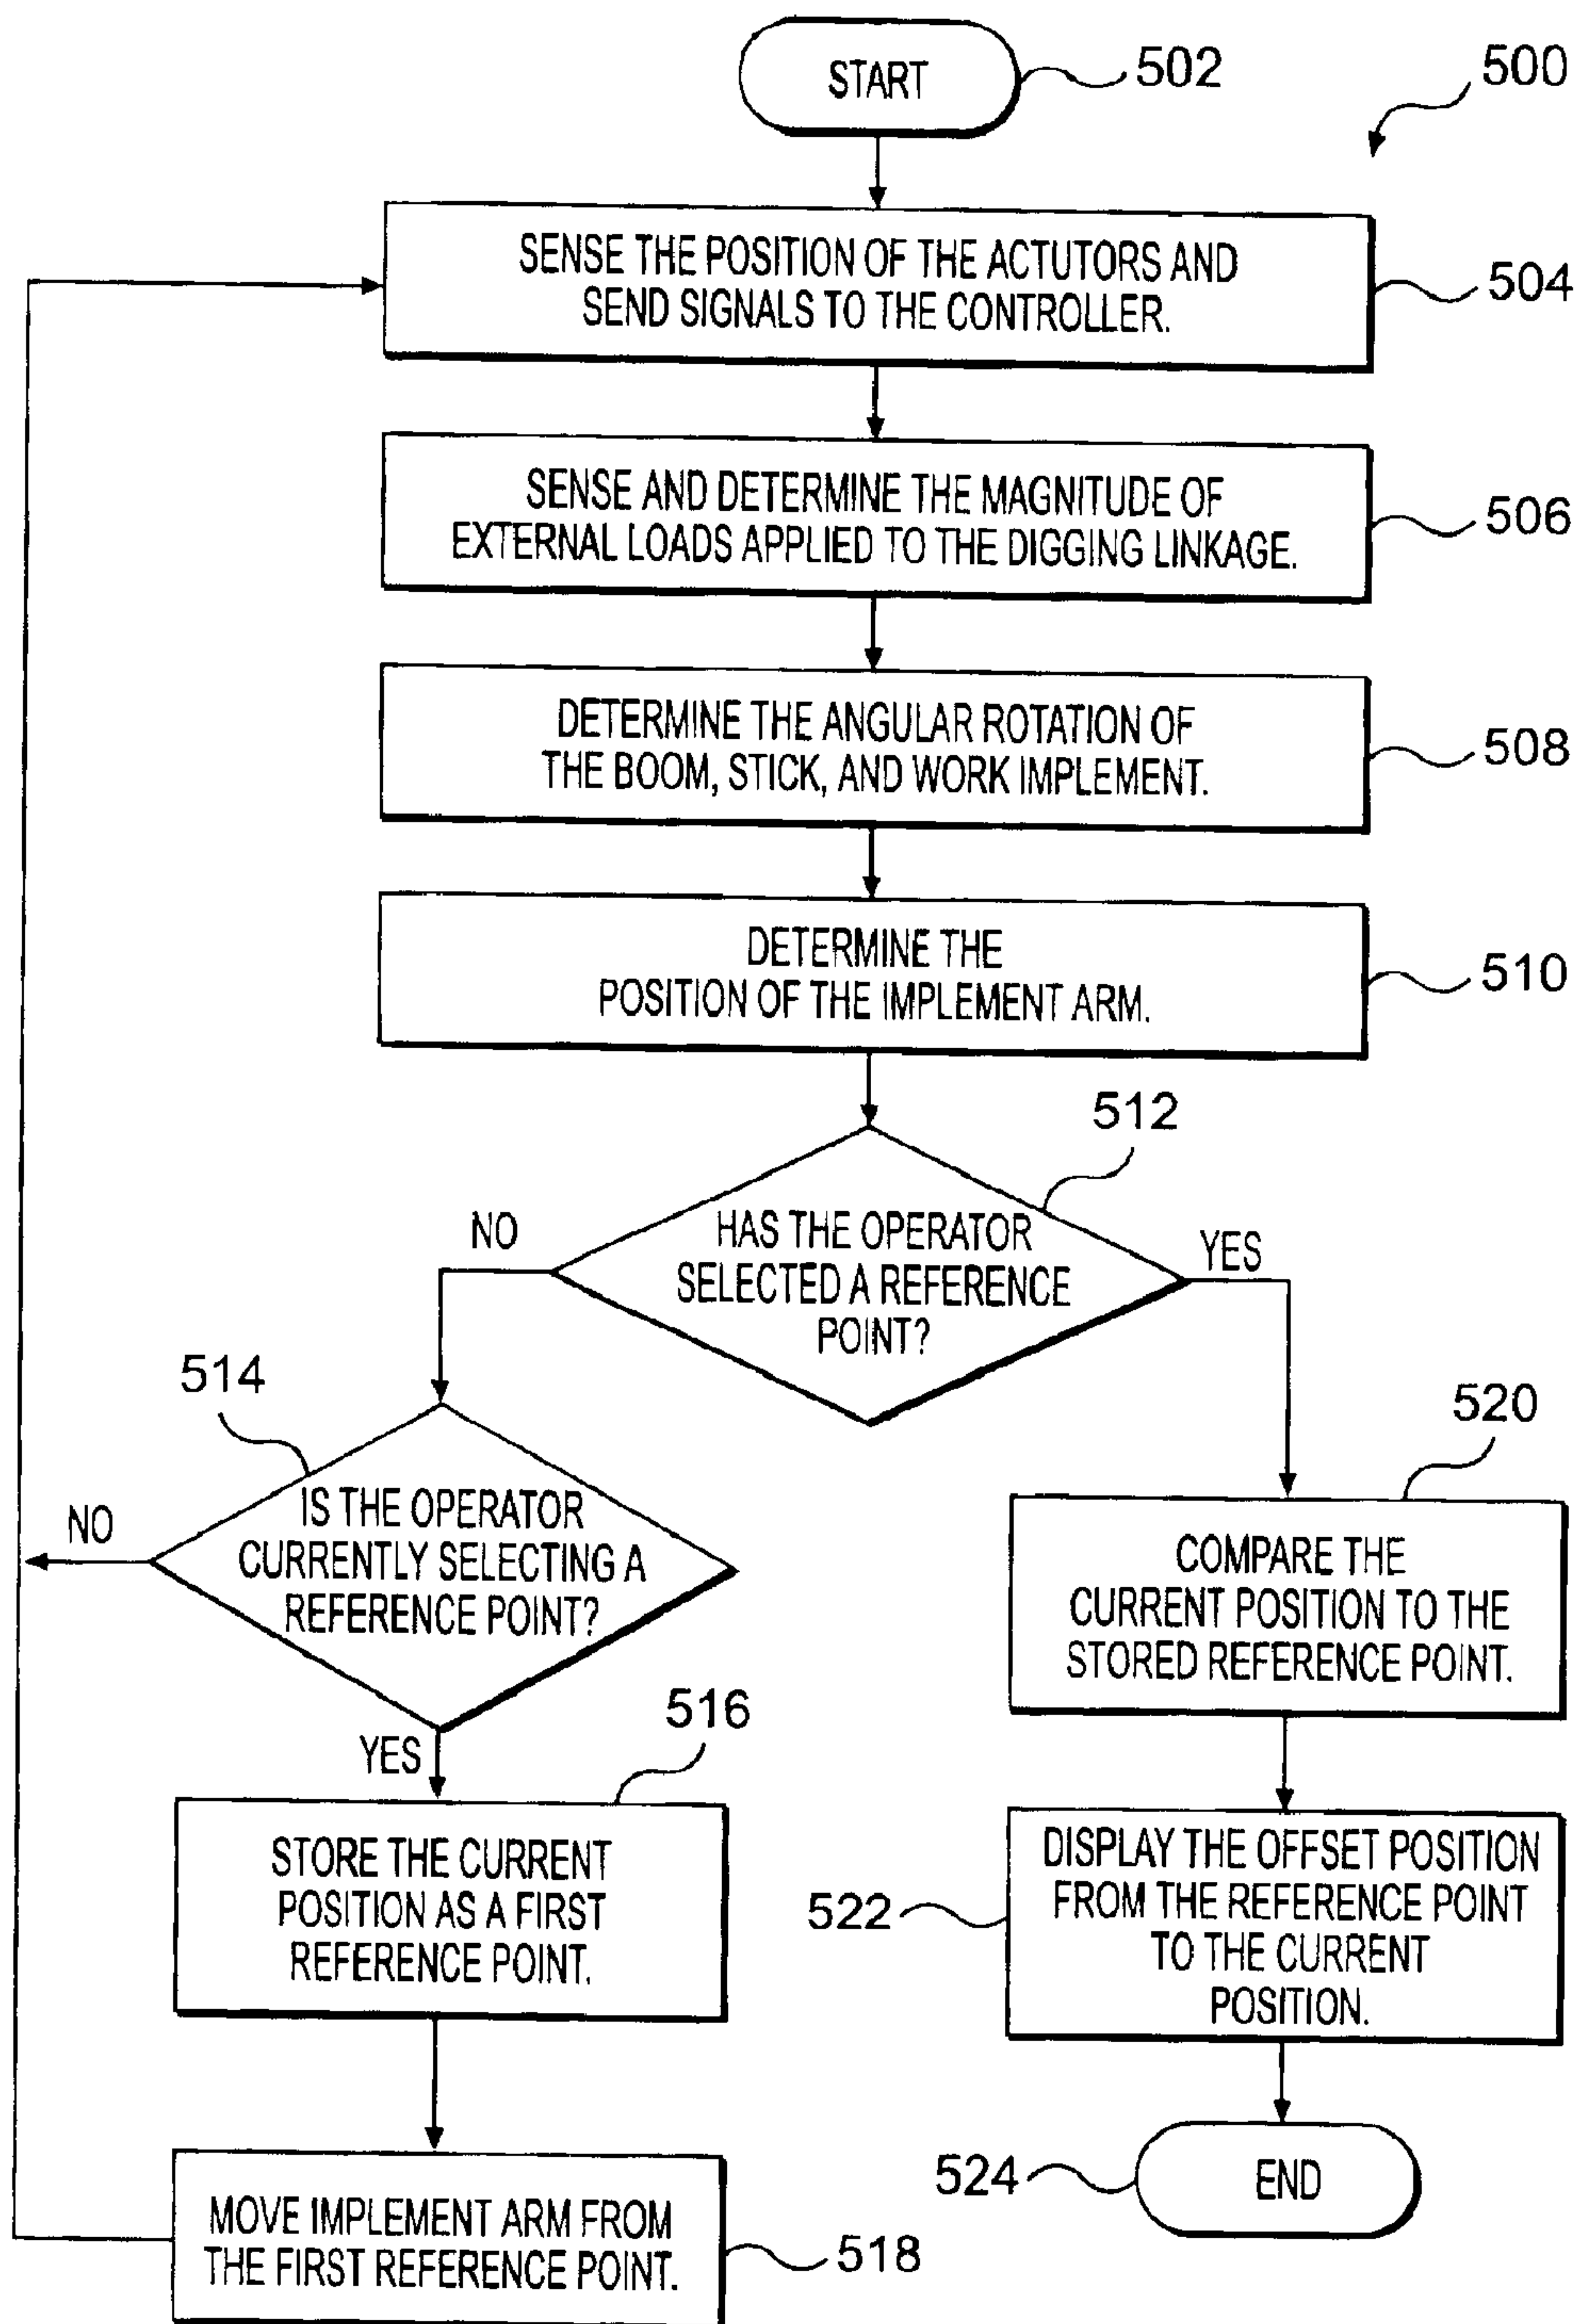 START
502
500
SENSE THE POSITION OF THE ACTUTORS AND
SEND SIGNALS TO THE CONTROLLER.
504
SENSE AND DETERMINE THE MAGNITUDE OF
EXTERNAL LOADS APPLIED TO THE DIGGING LINKAGE.
506
DETERMINE THE ANGULAR ROTATION OF
THE BOOM, STICK, AND WORK IMPLEMENT.
508
DETERMINE THE
POSITION OF THE IMPLEMENT ARM.
510
512
HAS THE OPERATOR
SELECTED A REFERENCE
POINT?
NO
YES
514
IS THE OPERATOR
CURRENTLY SELECTING A
REFERENCE POINT?
NO
YES
516
STORE THE CURRENT
POSITION AS A FIRST
REFERENCE POINT.
MOVE IMPLEMENT ARM FROM
THE FIRST REFERENCE POINT.
518
520
COMPARE THE
CURRENT POSITION TO THE
STORED REFERENCE POINT.
DISPLAY THE OFFSET POSITION
FROM THE REFERENCE POINT
TO THE CURRENT
POSITION.
522
524
END